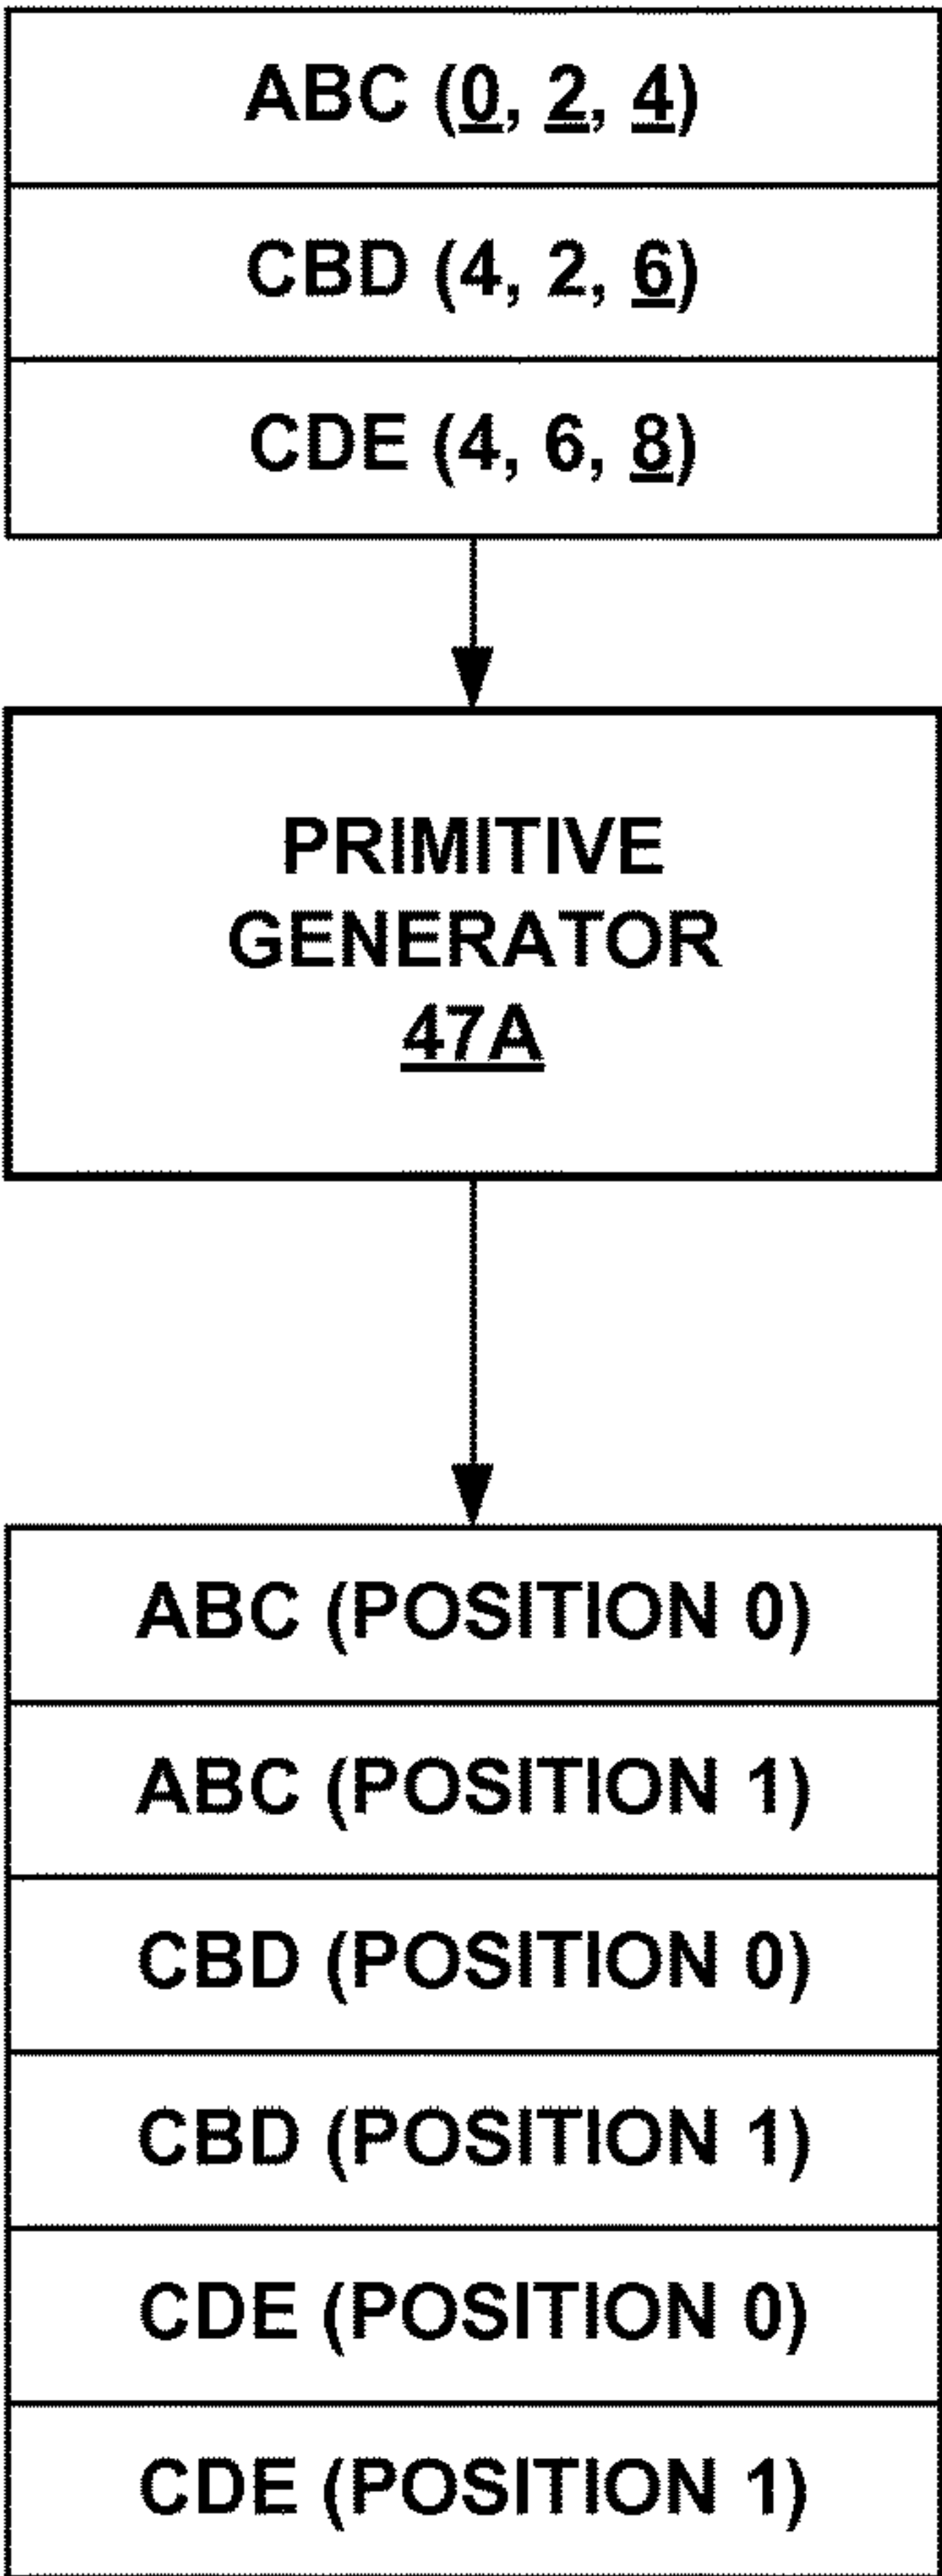 ABC (0, 2, 4)
CBD (4, 2, 6)
CDE (4, 6, 8)
PRIMITIVE
GENERATOR
47A
ABC (POSITION 0)
ABC (POSITION 1)
CBD (POSITION 0)
CBD (POSITION 1)
CDE (POSITION 0)
CDE (POSITION 1)